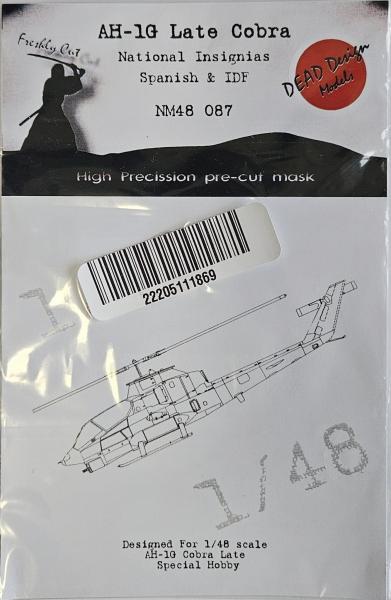 AH-1G Late Cobra
Freshly Cut
National Insignias
Spanish & IDF
DEAD Design
Models
NM48 087
High Precission pre-cut mask
22205111869
1
1/48
Designed For 1/48 scale
AH-1G Cobra Late
Special Hobby